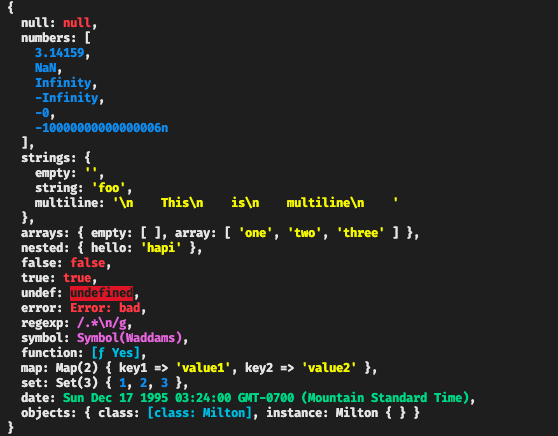 {
  null: null,
  numbers: [
    3.14159,
    NaN,
    Infinity,
    -Infinity,
    -0,
    -10000000000000006n
  ],
  strings: {
    empty: '',
    string: 'foo',
    multiline: '\n    This\n    is\n    multiline\n    '
  },
  arrays: { empty: [ ], array: [ 'one', 'two', 'three' ] },
  nested: { hello: 'hapi' },
  false: false,
  true: true,
  undef: undefined,
  error: Error: bad,
  regexp: /.*\n/g,
  symbol: Symbol(Waddams),
  function: [ƒ Yes],
  map: Map(2) { key1 => 'value1', key2 => 'value2' },
  set: Set(3) { 1, 2, 3 },
  date: Sun Dec 17 1995 03:24:00 GMT-0700 (Mountain Standard Time),
  objects: { class: [class: Milton], instance: Milton { } }
}